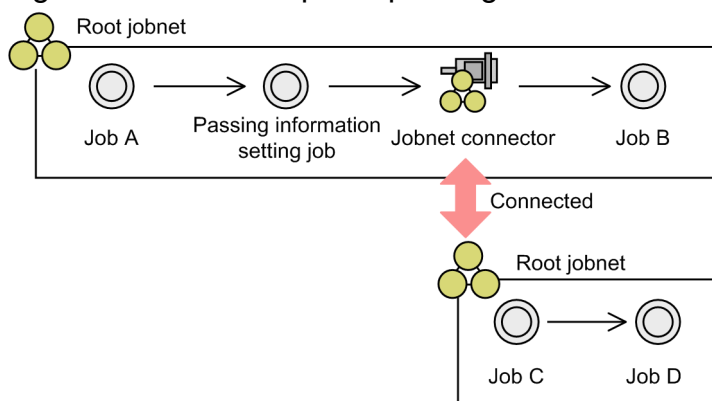 Root jobnet
Job A
Passing information
setting job
Jobnet connector
Job B
Connected
Root jobnet
Job C
Job D